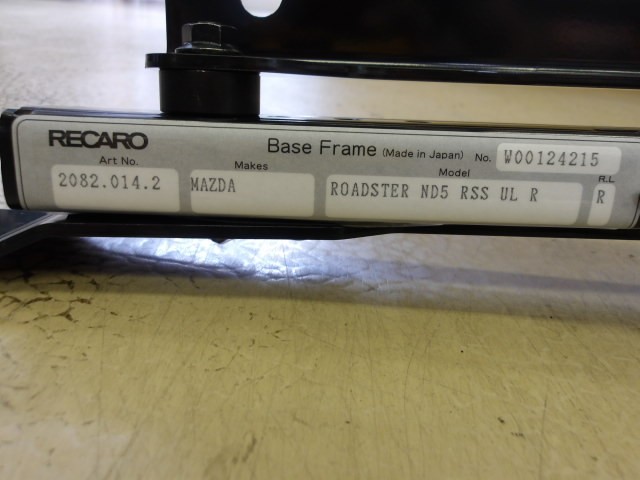 RECARO Base Frame (Made in Japan) No. W00124215
Art No. Makes Model R.L
2082.014.2 MAZDA ROADSTER ND5 RSS UL R R